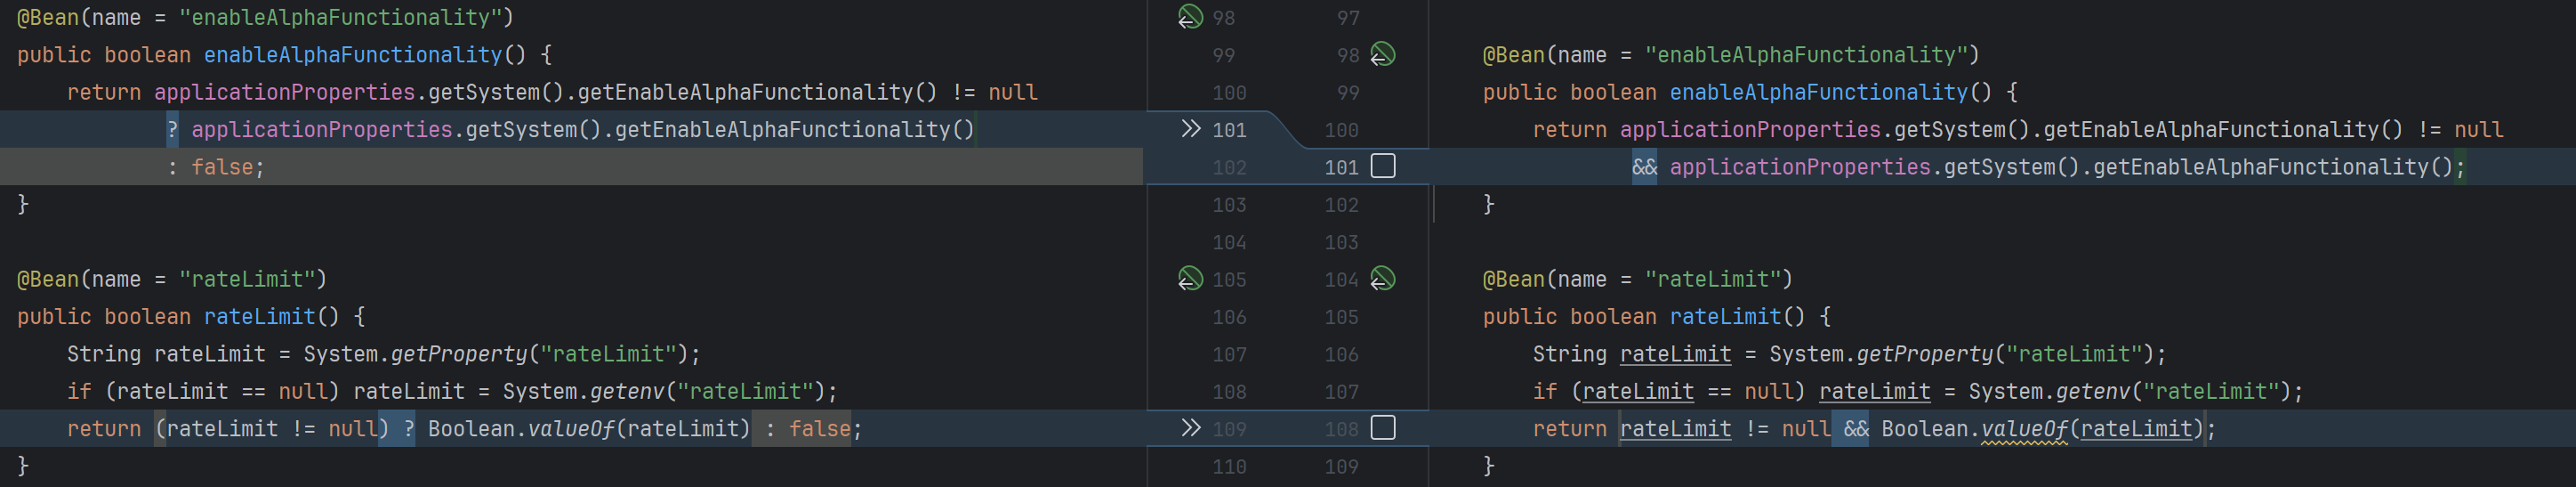 @Bean(name = "enableAlphaFunctionality")
public boolean enableAlphaFunctionality() {
return applicationProperties.getSystem().getEnableAlphaFunctionality() != null
? applicationProperties.getSystem().getEnableAlphaFunctionality()
: false;
}
@Bean(name = "rateLimit")
public boolean rateLimit() {
String rateLimit = System.getProperty("rateLimit");
if (rateLimit == null) rateLimit = System.getenv("rateLimit");
return (rateLimit != null) ? Boolean.valueOf(rateLimit) : false;
}
98 97
99 98
100 99
101 100
102 101
103 102
104 103
105 104
106 105
107 106
108 107
109 108
110 109
@Bean(name = "enableAlphaFunctionality")
public boolean enableAlphaFunctionality() {
return applicationProperties.getSystem().getEnableAlphaFunctionality() != null
&& applicationProperties.getSystem().getEnableAlphaFunctionality();
}
@Bean(name = "rateLimit")
public boolean rateLimit() {
String rateLimit = System.getProperty("rateLimit");
if (rateLimit == null) rateLimit = System.getenv("rateLimit");
return rateLimit != null && Boolean.valueOf(rateLimit);
}